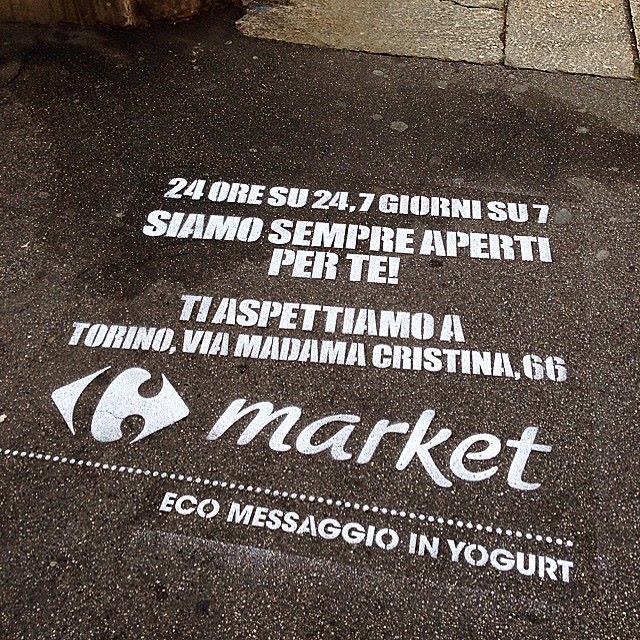 24 ORE SU 24, 7 GIORNI SU 7
SIAMO SEMPRE APERTI
PER TE!
TI ASPETTIAMO A
TORINO, VIA MADAMA CRISTINA, 66
market
ECO MESSAGGIO IN YOGURT